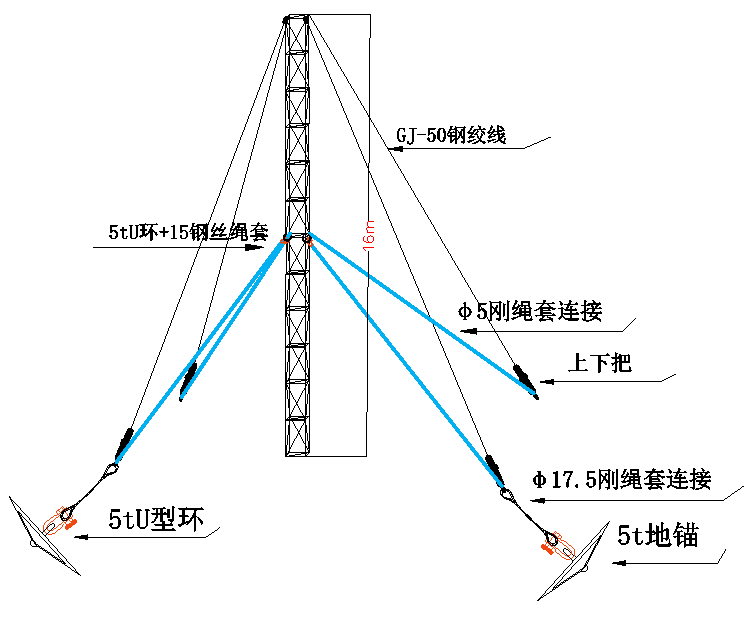 GJ-50钢绞线
5tU环+15钢丝绳套
16m
φ5刚绳套连接
上下把
φ17.5刚绳套连接
5tU型环
5t地锚